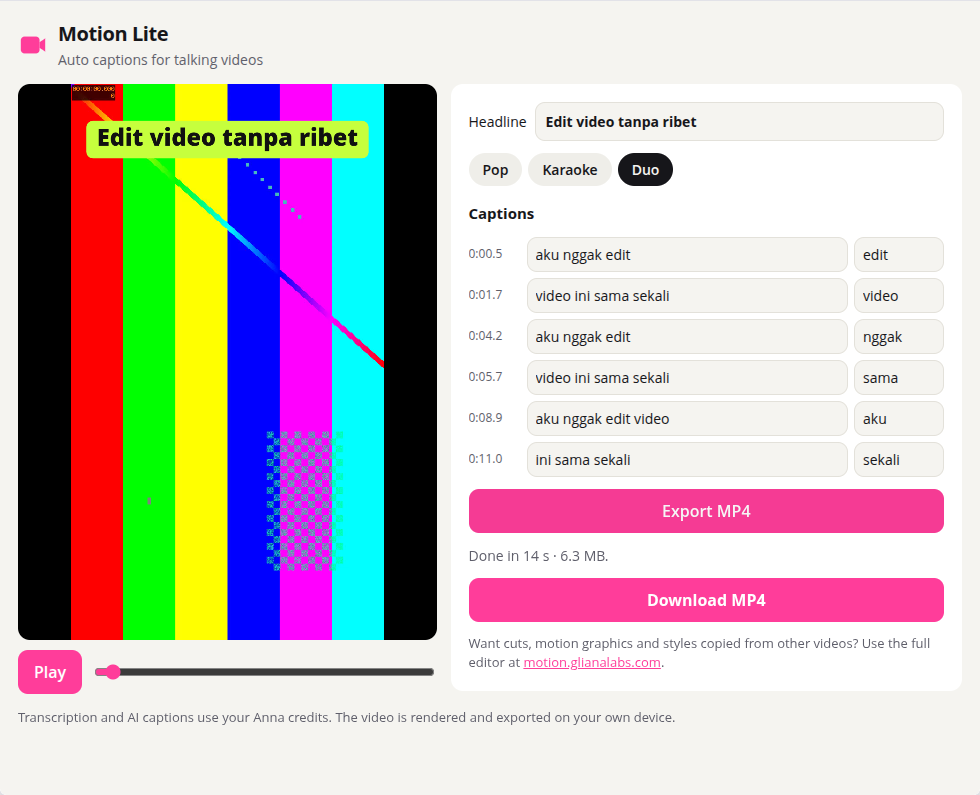 Motion Lite
Auto captions for talking videos
00:00:00.000
0
Edit video tanpa ribet
Play
Headline
Edit video tanpa ribet
Pop
Karaoke
Duo
Captions
0:00.5 aku nggak edit edit
0:01.7 video ini sama sekali video
0:04.2 aku nggak edit nggak
0:05.7 video ini sama sekali sama
0:08.9 aku nggak edit video aku
0:11.0 ini sama sekali sekali
Export MP4
Done in 14 s · 6.3 MB.
Download MP4
Want cuts, motion graphics and styles copied from other videos? Use the full
editor at motion.glianalabs.com.
Transcription and AI captions use your Anna credits. The video is rendered and exported on your own device.